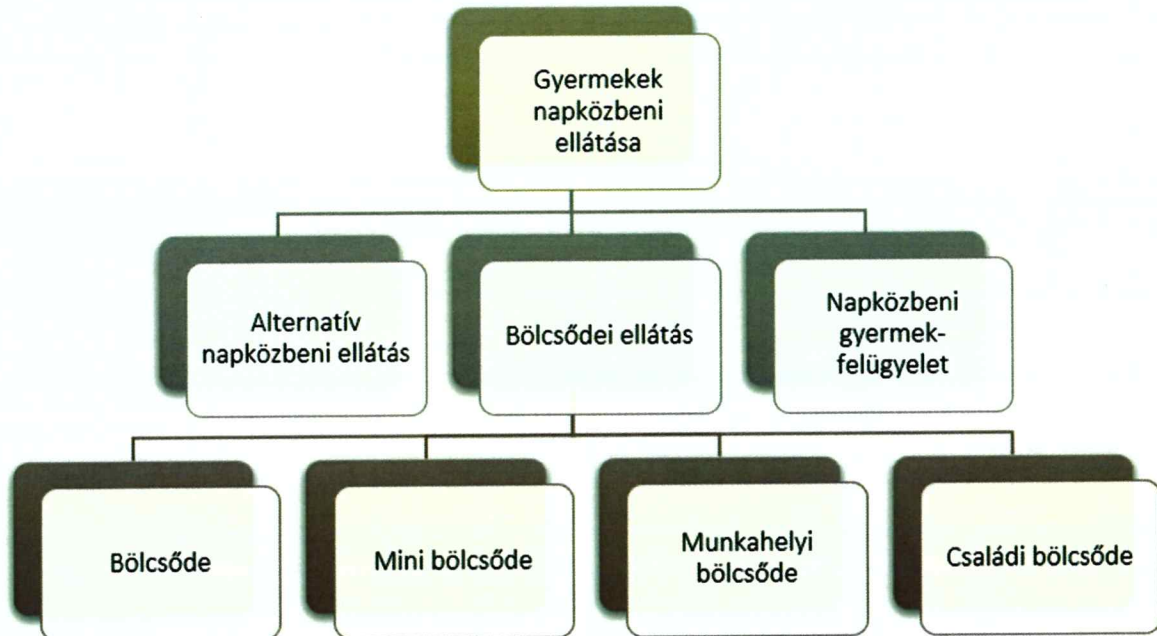 Gyermekek
napközbeni
ellátása
Alternatív
napközbeni ellátás
Bölcsődei ellátás
Napközbeni
gyermek-
felügyelet
Bölcsőde
Mini bölcsőde
Munkahelyi
bölcsőde
Családi bölcsőde